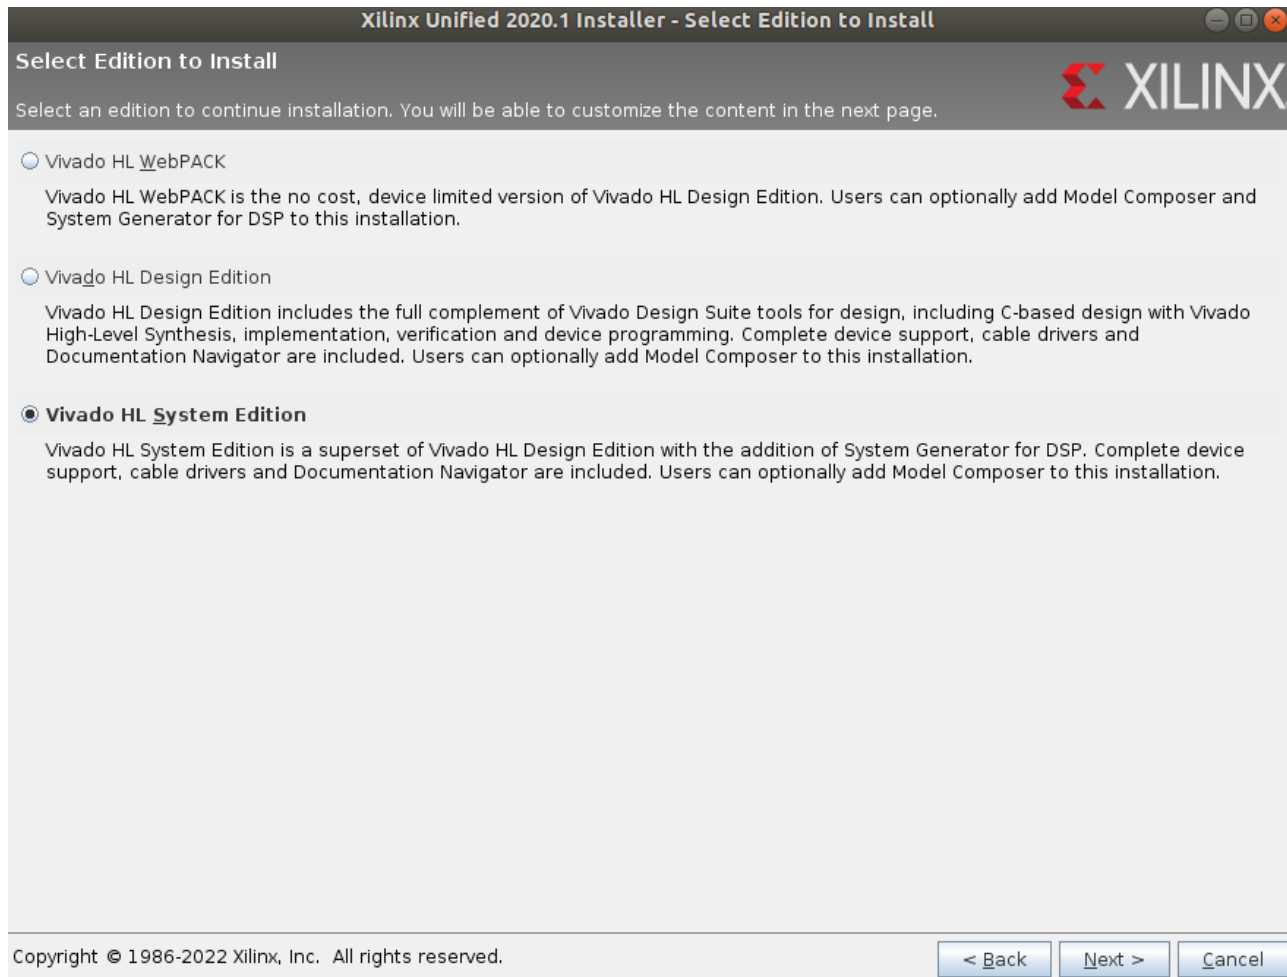 Xilinx Unified 2020.1 Installer - Select Edition to Install
Select Edition to Install
XILINX
Select an edition to continue installation. You will be able to customize the content in the next page.
Vivado HL WebPACK
Vivado HL WebPACK is the no cost, device limited version of Vivado HL Design Edition. Users can optionally add Model Composer and
System Generator for DSP to this installation.
Vivado HL Design Edition
Vivado HL Design Edition includes the full complement of Vivado Design Suite tools for design, including C-based design with Vivado
High-Level Synthesis, implementation, verification and device programming. Complete device support, cable drivers and
Documentation Navigator are included. Users can optionally add Model Composer to this installation.
Vivado HL System Edition
Vivado HL System Edition is a superset of Vivado HL Design Edition with the addition of System Generator for DSP. Complete device
support, cable drivers and Documentation Navigator are included. Users can optionally add Model Composer to this installation.
Copyright © 1986-2022 Xilinx, Inc. All rights reserved.
< Back Next > Cancel